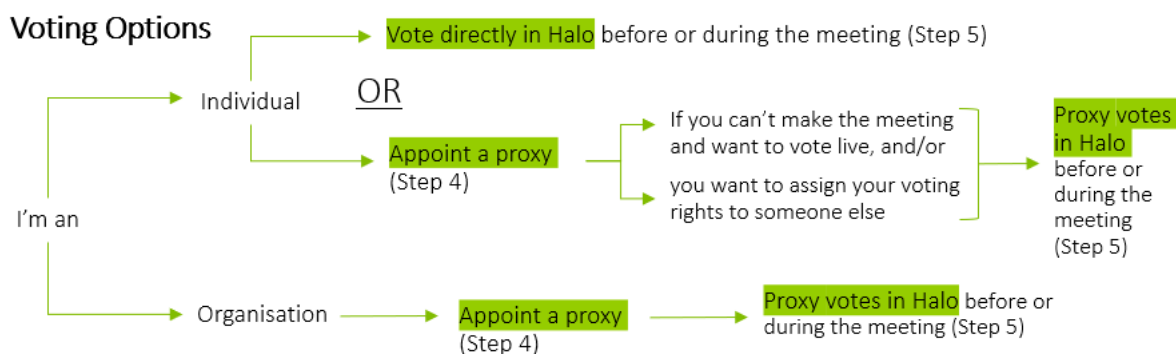 Voting Options
Vote directly in Halo before or during the meeting (Step 5)
Individual
OR
Appoint a proxy
(Step 4)
If you can't make the meeting
and want to vote live, and/or
you want to assign your voting
rights to someone else
Proxy votes
in Halo
before or
during the
meeting
(Step 5)
I'm an
Organisation
Appoint a proxy
(Step 4)
Proxy votes in Halo before or
during the meeting (Step 5)